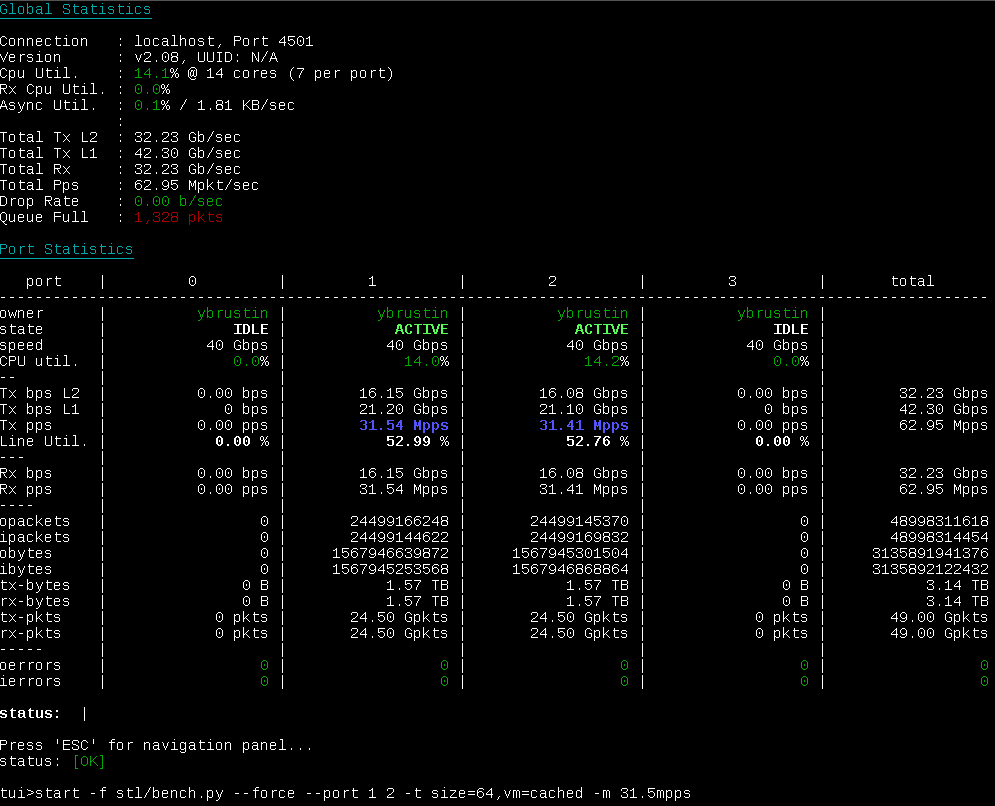 Global Statistics
Connection   : localhost, Port 4501
Version      : v2.08, UUID: N/A
Cpu Util.    : 14.1% @ 14 cores (7 per port)
Rx Cpu Util. : 0.0%
Async Util.  : 0.1% / 1.81 KB/sec
:
Total Tx L2  : 32.23 Gb/sec
Total Tx L1  : 42.30 Gb/sec
Total Rx     : 32.23 Gb/sec
Total Pps    : 62.95 Mpkt/sec
Drop Rate    : 0.00 b/sec
Queue Full   : 1,328 pkts
Port Statistics
port | 0 | 1 | 2 | 3 | total
owner | ybrustin | ybrustin | ybrustin | ybrustin |
state | IDLE | ACTIVE | ACTIVE | IDLE |
speed | 40 Gbps | 40 Gbps | 40 Gbps | 40 Gbps |
CPU util. | 0.0% | 14.0% | 14.2% | 0.0% |
-- | | | | |
Tx bps L2 | 0.00 bps | 16.15 Gbps | 16.08 Gbps | 0.00 bps | 32.23 Gbps
Tx bps L1 | 0 bps | 21.20 Gbps | 21.10 Gbps | 0 bps | 42.30 Gbps
Tx pps | 0.00 pps | 31.54 Mpps | 31.41 Mpps | 0.00 pps | 62.95 Mpps
Line Util. | 0.00 % | 52.99 % | 52.76 % | 0.00 % |
--- | | | | |
Rx bps | 0.00 bps | 16.15 Gbps | 16.08 Gbps | 0.00 bps | 32.23 Gbps
Rx pps | 0.00 pps | 31.54 Mpps | 31.41 Mpps | 0.00 pps | 62.95 Mpps
---- | | | | |
opackets | 0 | 24499166248 | 24499145370 | 0 | 48998311618
ipackets | 0 | 24499144622 | 24499169832 | 0 | 48998314454
obytes | 0 | 1567946639872 | 1567945301504 | 0 | 3135891941376
ibytes | 0 | 1567945253568 | 1567946868864 | 0 | 3135892122432
tx-bytes | 0 B | 1.57 TB | 1.57 TB | 0 B | 3.14 TB
rx-bytes | 0 B | 1.57 TB | 1.57 TB | 0 B | 3.14 TB
tx-pkts | 0 pkts | 24.50 Gpkts | 24.50 Gpkts | 0 pkts | 49.00 Gpkts
rx-pkts | 0 pkts | 24.50 Gpkts | 24.50 Gpkts | 0 pkts | 49.00 Gpkts
----- | | | | |
oerrors | 0 | 0 | 0 | 0 | 0
ierrors | 0 | 0 | 0 | 0 | 0
status:  |
Press 'ESC' for navigation panel...
status: [OK]
tui>start -f stl/bench.py --force --port 1 2 -t size=64,vm=cached -m 31.5mpps